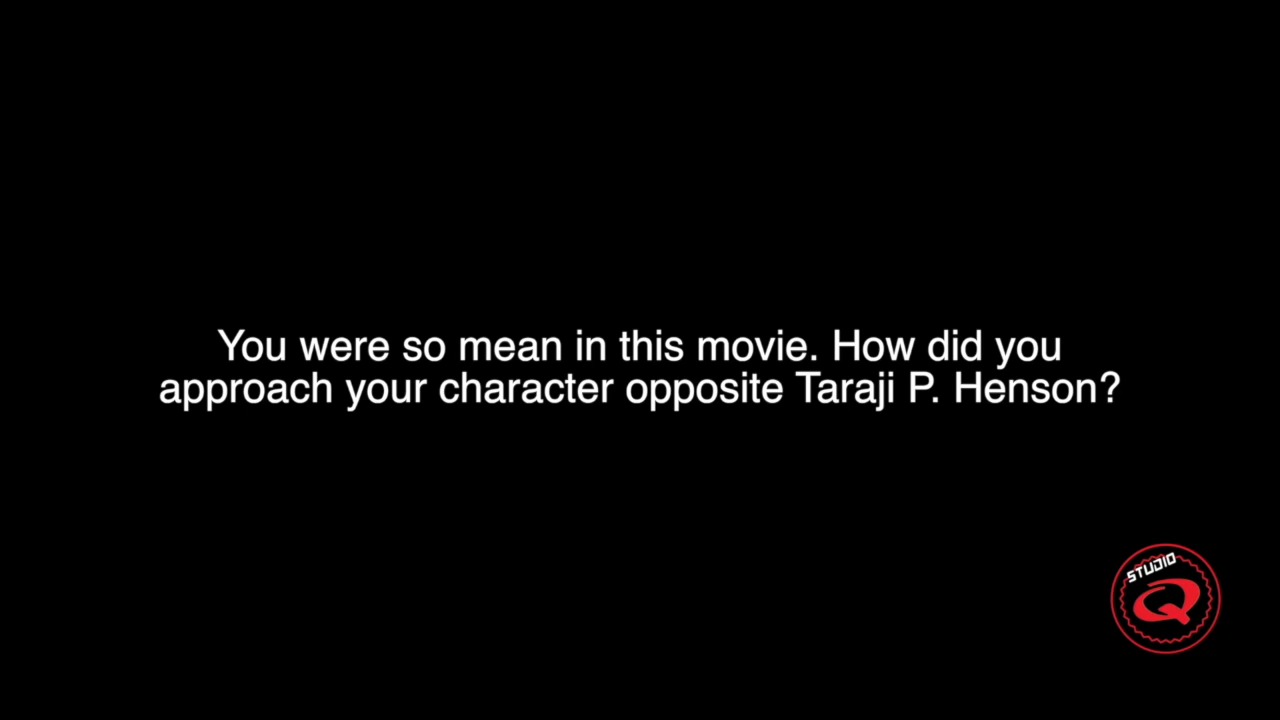 You were so mean in this movie. How did you
approach your character opposite Taraji P. Henson?
STUDIO
Q